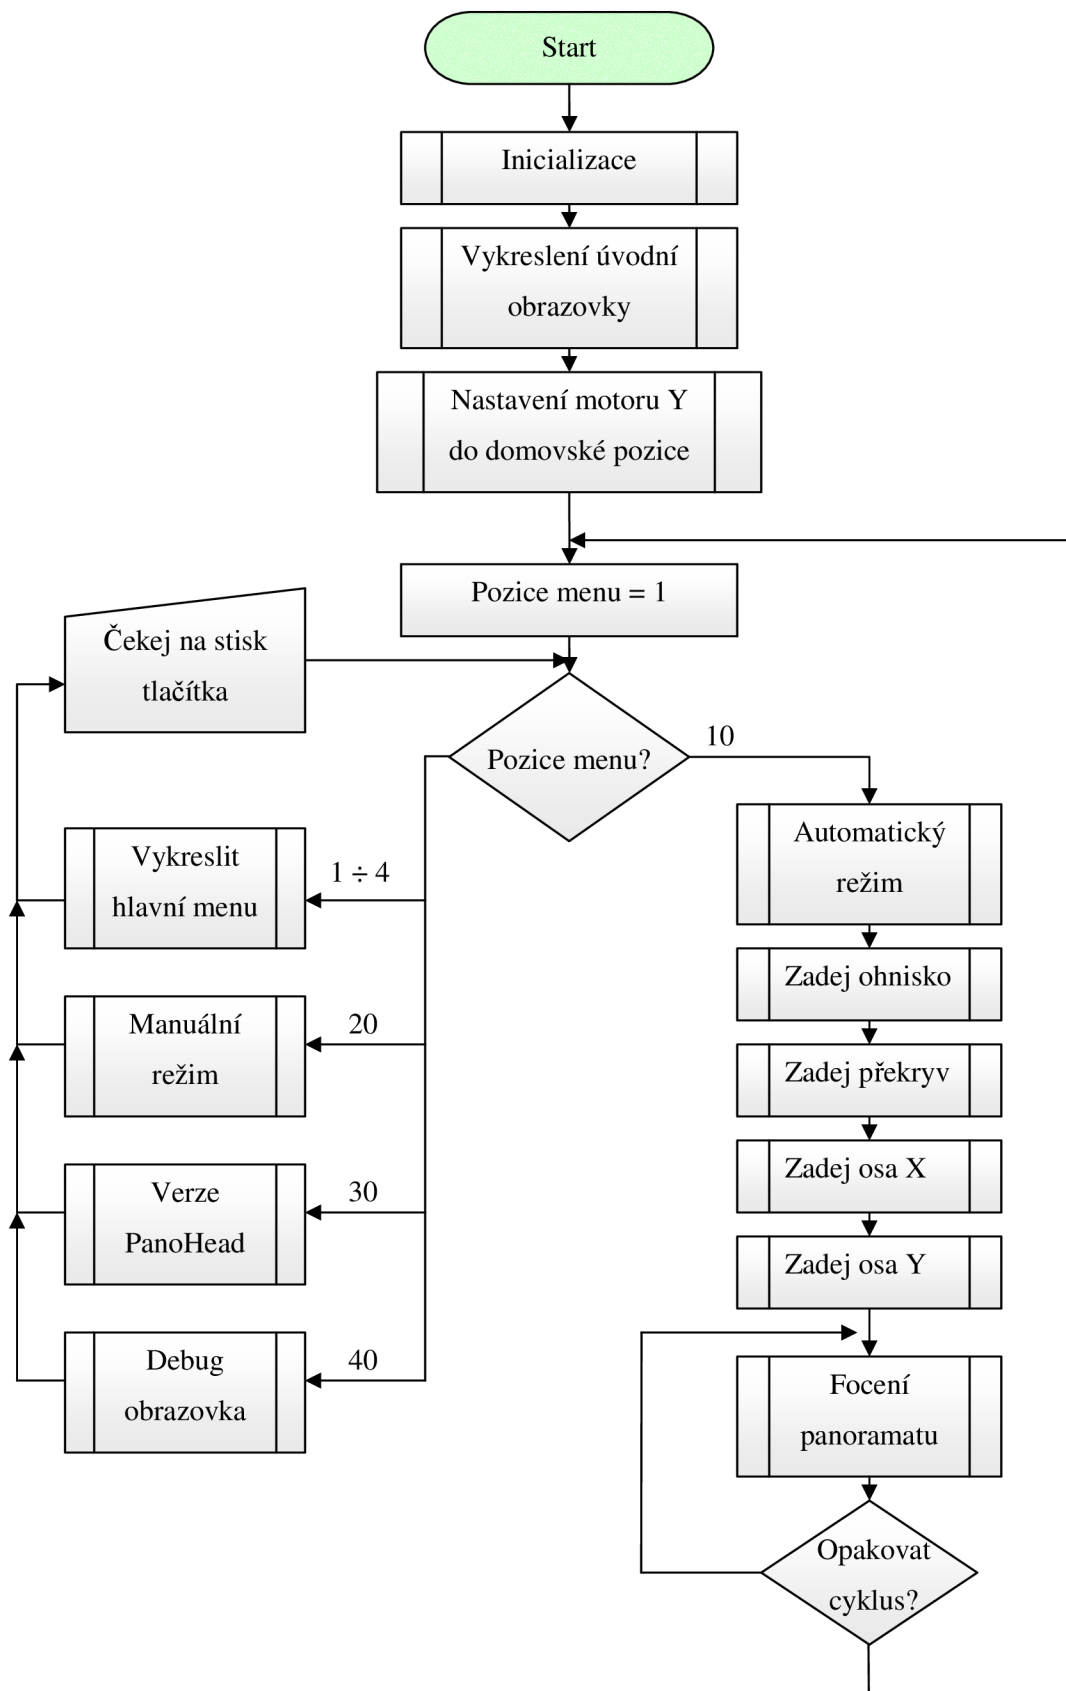 Start
Inicializace
Vykreslení úvodní
obrazovky
Nastavení motoru Y
do domovské pozice
Pozice menu = 1
Čekej na stisk
tlačítka
Pozice menu?
10
Vykreslit
hlavní menu
1 ÷ 4
Manuální
režim
20
Verze
PanoHead
30
Debug
obrazovka
40
Automatický
režim
Zadej ohnisko
Zadej překryv
Zadej osa X
Zadej osa Y
Focení
panoramatu
Opakovat
cyklus?